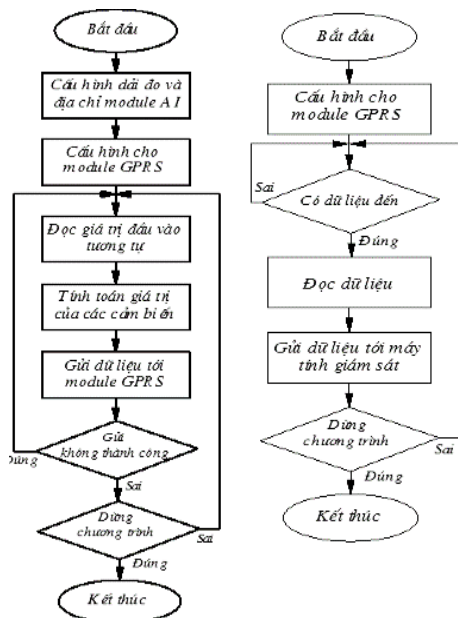 Bắt đầu
Cấu hình dải đo và
địa chỉ module AI
Cấu hình cho
module GPRS
Đọc giá trị đầu vào
tương tự
Tính toán giá trị
của các cảm biến
Gửi dữ liệu tới
module GPRS
Gửi
không thành công
Đúng
Sai
Dừng
chương trình
Sai
Đúng
Kết thúc
Bắt đầu
Cấu hình cho
module GPRS
Sai
Có dữ liệu đến
Đúng
Đọc dữ liệu
Gửi dữ liệu tới máy
tính giám sát
Dừng
chương trình
Sai
Đúng
Kết thúc